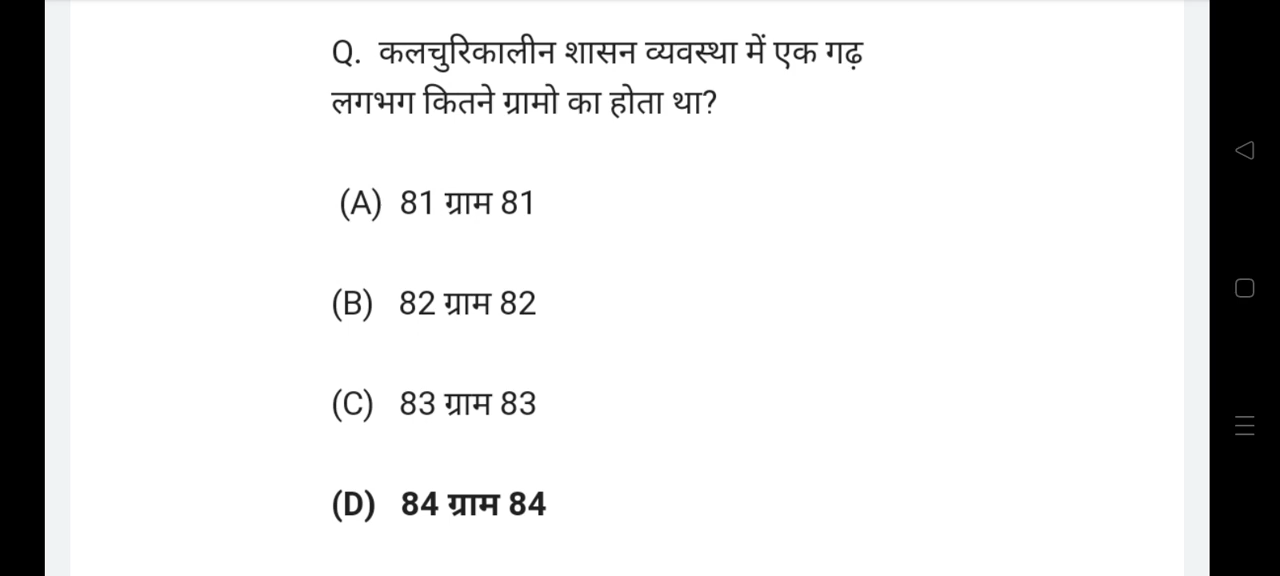 Q. कलचुरिकालीन शासन व्यवस्था में एक गढ़
लगभग कितने ग्रामो का होता था?
(A) 81 ग्राम 81
(B) 82 ग्राम 82
(C) 83 ग्राम 83
(D) 84 ग्राम 84